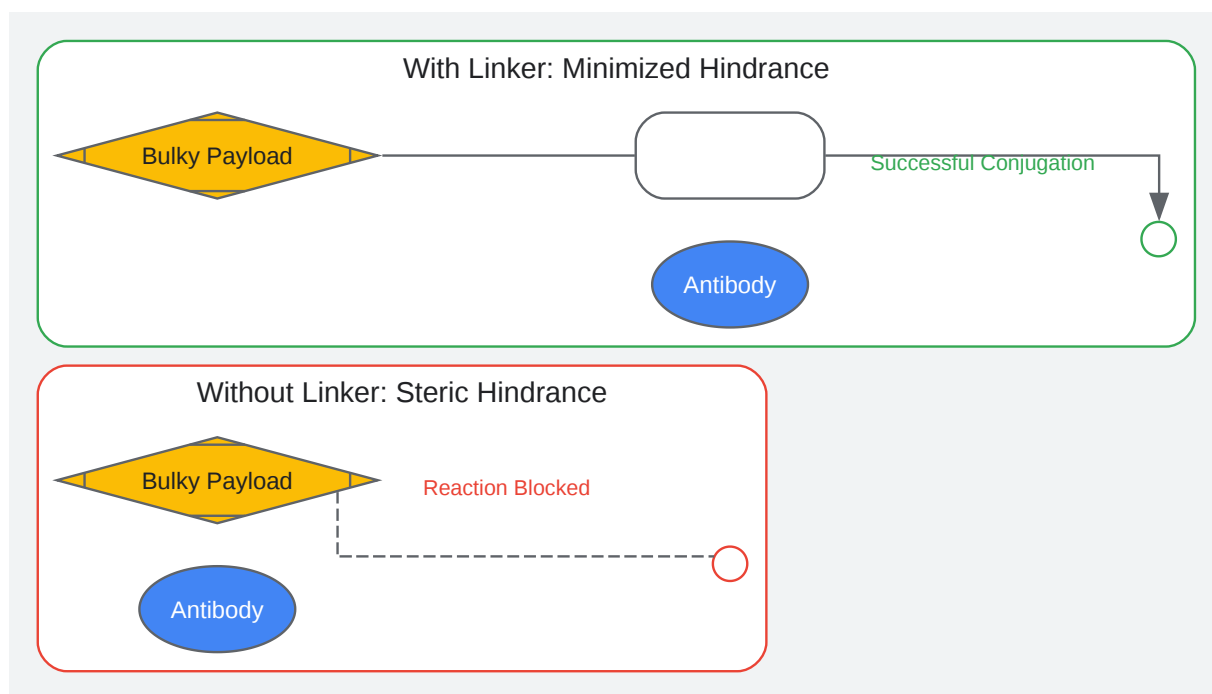 With Linker: Minimized Hindrance
Bulky Payload
Successful Conjugation
Antibody
Without Linker: Steric Hindrance
Bulky Payload
Reaction Blocked
Antibody